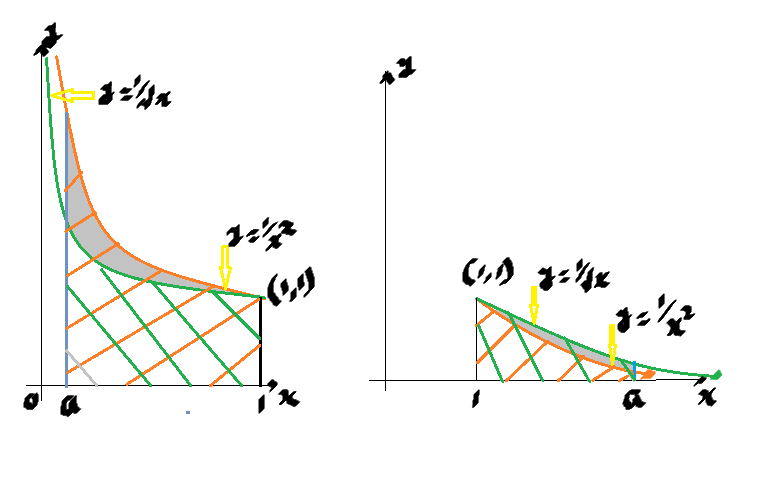 y
y = 1/√x
y = 1/x²
(1,1)
0
a
1
x
y
(1,1)
y = 1/√x
y = 1/x²
1
a
x